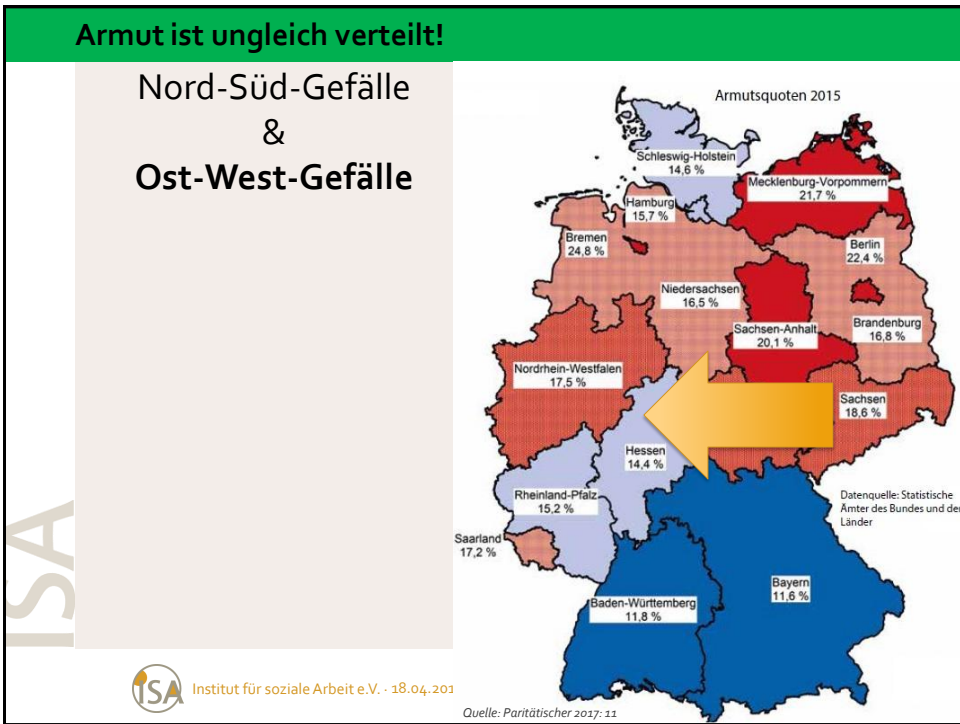 Armut ist ungleich verteilt!
Nord-Süd-Gefälle
&
Ost-West-Gefälle
Armutsquoten 2015
Schleswig-Holstein
14,6 %
Mecklenburg-Vorpommern
21,7 %
Hamburg
15,7 %
Bremen
24,8 %
Berlin
22,4 %
Niedersachsen
16,5 %
Brandenburg
16,8 %
Sachsen-Anhalt
20,1 %
Nordrhein-Westfalen
17,5 %
Sachsen
18,6 %
Hessen
14,4 %
Rheinland-Pfalz
15,2 %
Datenquelle: Statistische
Ämter des Bundes und der
Länder
Saarland
17,2 %
Bayern
11,6 %
Baden-Württemberg
11,8 %
ISA
ISA
Institut für soziale Arbeit e.V. · 18.04.201
Quelle: Paritätischer 2017: 11